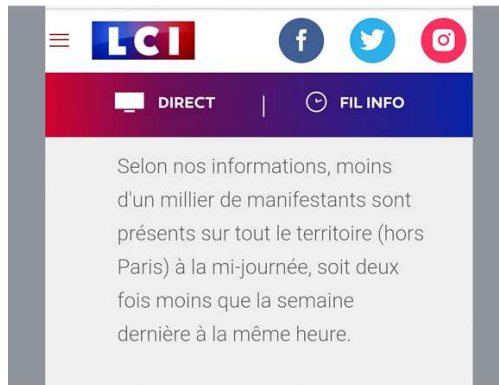 LCI
DIRECT | FIL INFO
Selon nos informations, moins
d'un millier de manifestants sont
présents sur tout le territoire (hors
Paris) à la mi-journée, soit deux
fois moins que la semaine
dernière à la même heure.